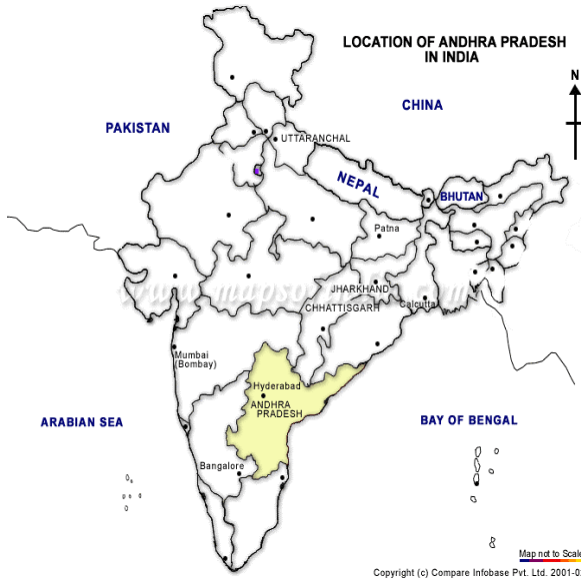 LOCATION OF ANDHRA PRADESH
IN INDIA
N
CHINA
PAKISTAN
UTTARANCHAL
NEPAL
BHUTAN
Patna
JHARKHAND
CHHATTISGARH
Calcutta
Mumbai
(Bombay)
Hyderabad
ANDHRA
PRADESH
ARABIAN SEA
BAY OF BENGAL
Bangalore
Map not to Scale
Copyright (c) Compare Infobase Pvt. Ltd. 2001-0